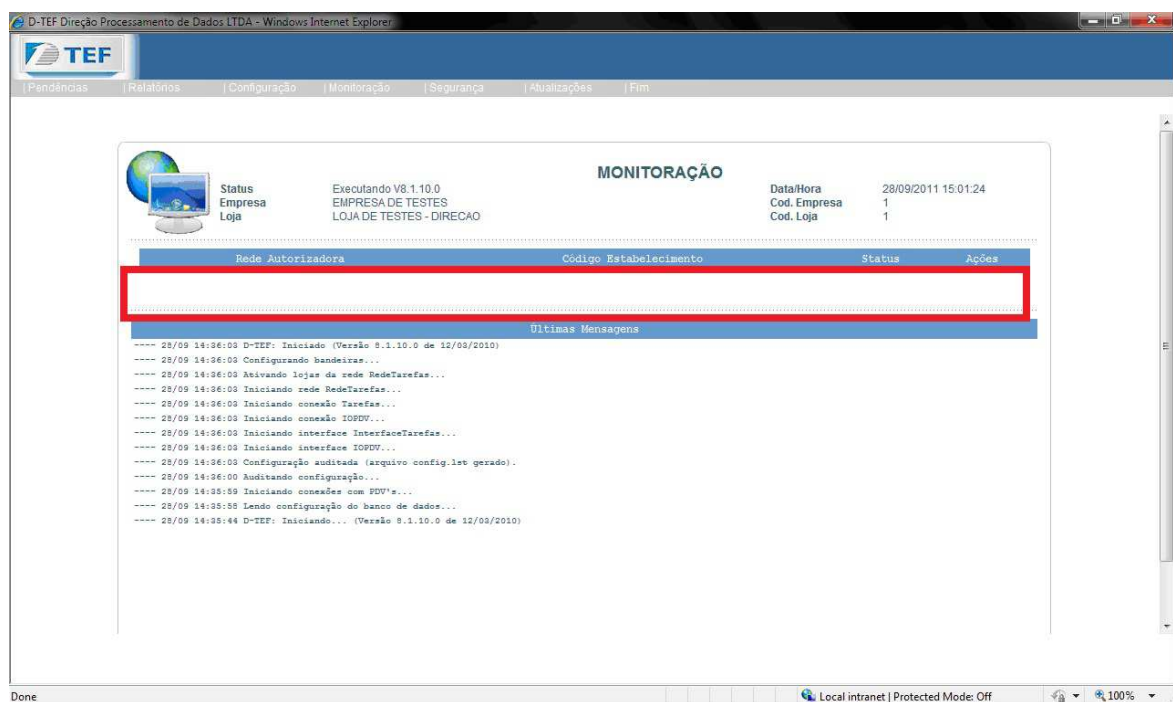 D-TEF Direção Processamento de Dados LTDA - Windows Internet Explorer
TEF
| Pendências | Relatórios | Configuração | Monitoração | Segurança | Atualizações | Fim
MONITORAÇÃO
Status Executando V8.1.10.0 Data/Hora 28/09/2011 15:01:24
Empresa EMPRESA DE TESTES Cod. Empresa 1
Loja LOJA DE TESTES - DIRECAO Cod. Loja 1
Rede Autorizadora Código Estabelecimento Status Ações
Últimas Mensagens
---- 28/09 14:36:03 D-TEF: Iniciado (Versão 8.1.10.0 de 12/03/2010)
---- 28/09 14:36:03 Configurando bandeiras...
---- 28/09 14:36:03 Ativando lojas da rede RedeTarefas...
---- 28/09 14:36:03 Iniciando rede RedeTarefas...
---- 28/09 14:36:03 Iniciando conexão Tarefas...
---- 28/09 14:36:03 Iniciando conexão IOPDV...
---- 28/09 14:36:03 Iniciando interface InterfaceTarefas...
---- 28/09 14:36:03 Iniciando interface IOPDV...
---- 28/09 14:36:03 Configuração auditada (arquivo config.lst gerado).
---- 28/09 14:36:00 Auditando configuração...
---- 28/09 14:35:59 Iniciando conexões com PDV's...
---- 28/09 14:35:58 Lendo configuração do banco de dados...
---- 28/09 14:35:44 D-TEF: Iniciando... (Versão 8.1.10.0 de 12/03/2010)
Done Local intranet | Protected Mode: Off 100%